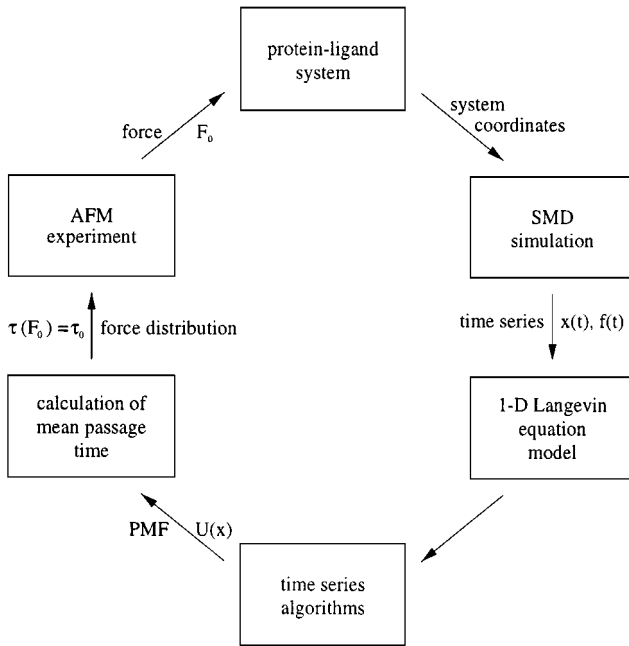 protein-ligand
system
force
F₀
system
coordinates
AFM
experiment
SMD
simulation
τ(F₀) = τ₀
force distribution
time series
x(t), f(t)
calculation of
mean passage
time
1-D Langevin
equation
model
PMF
U(x)
time series
algorithms